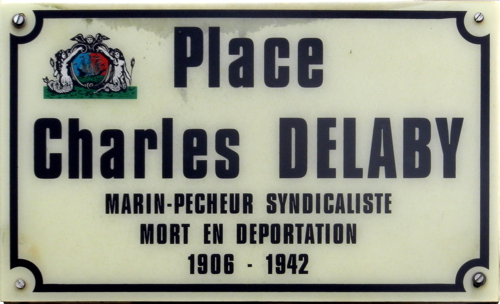 Place
Charles DELABY
MARIN-PECHEUR SYNDICALISTE
MORT EN DEPORTATION
1906 - 1942